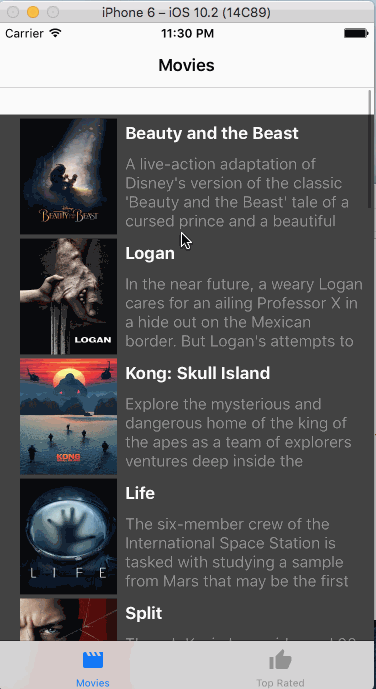 iPhone 6 – iOS 10.2 (14C89)
Carrier 11:30 PM
Movies
Beauty and the Beast
A live-action adaptation of
Disney's version of the classic
'Beauty and the Beast' tale of a
cursed prince and a beautiful
BEAUTY AND THE BEAST
Logan
In the near future, a weary Logan
cares for an ailing Professor X in
a hide out on the Mexican
border. But Logan's attempts to
LOGAN
Kong: Skull Island
Explore the mysterious and
dangerous home of the king of
the apes as a team of explorers
ventures deep inside the
KONG
Life
The six-member crew of the
International Space Station is
tasked with studying a sample
from Mars that may be the first
LIFE
Split
Movies
Top Rated